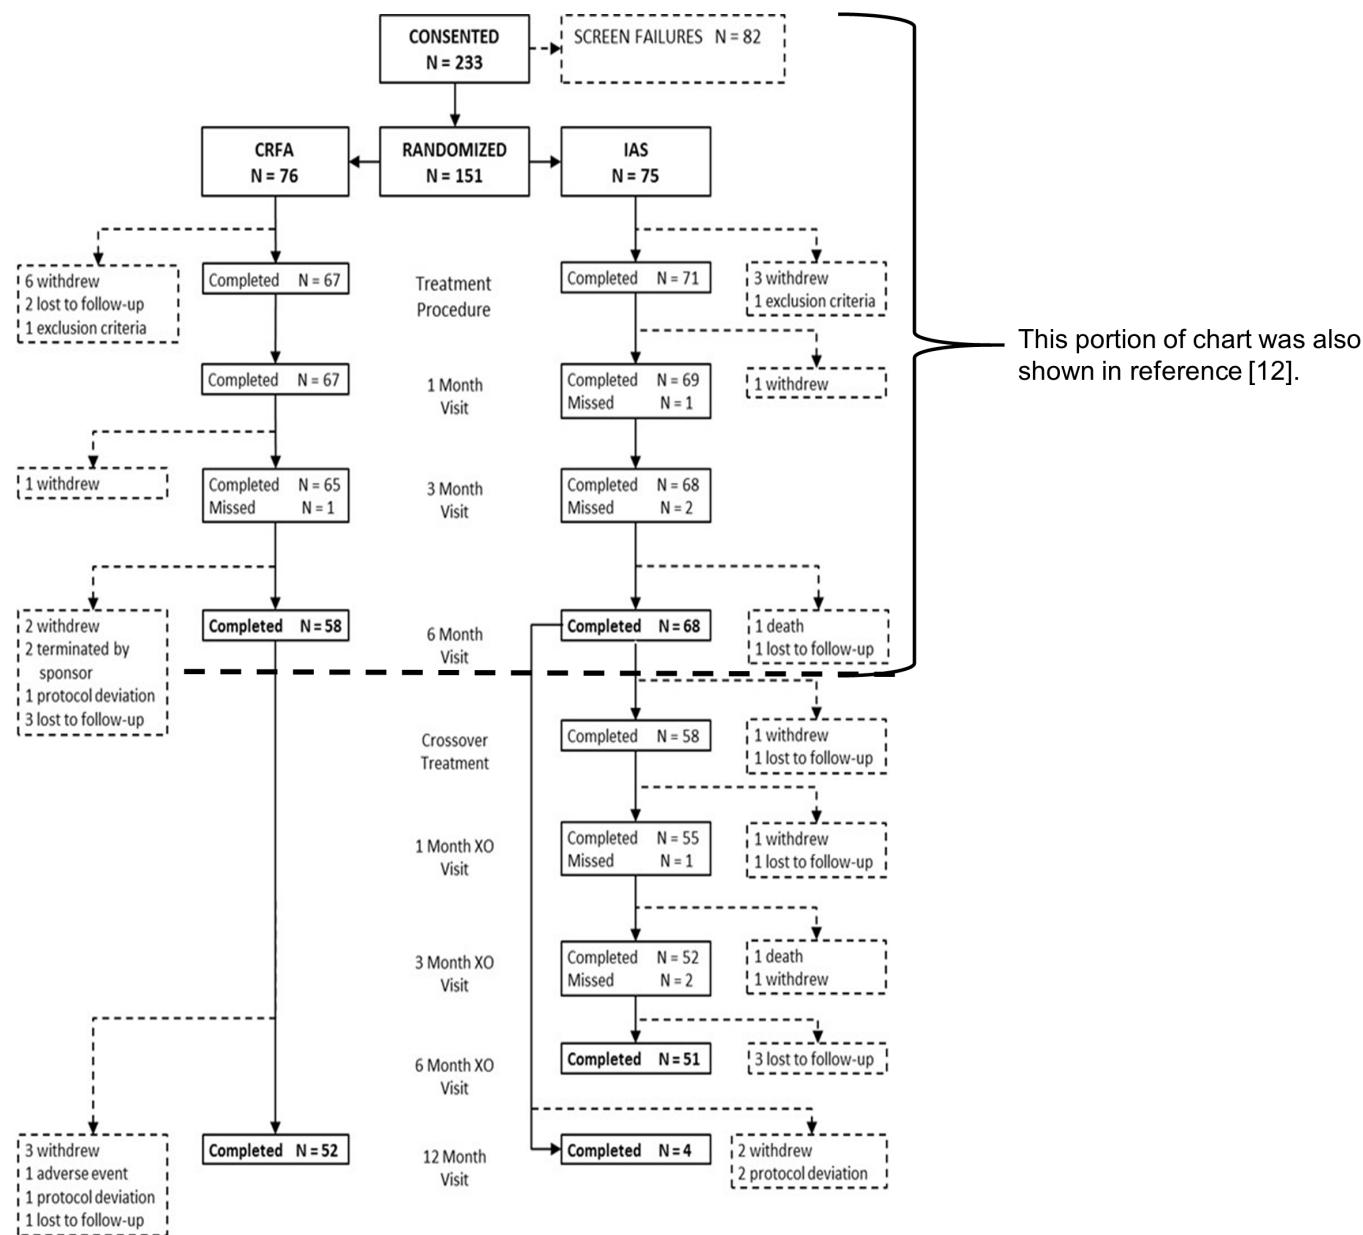 CONSENTED
N = 233
SCREEN FAILURES N = 82
CRFA
N = 76
RANDOMIZED
N = 151
IAS
N = 75
6 withdrew
2 lost to follow-up
1 exclusion criteria
Completed N = 67
Treatment
Procedure
Completed N = 71
3 withdrew
1 exclusion criteria
This portion of chart was also
shown in reference [12].
Completed N = 67
1 Month
Visit
Completed N = 69
Missed N = 1
1 withdrew
1 withdrew
Completed N = 65
Missed N = 1
3 Month
Visit
Completed N = 68
Missed N = 2
2 withdrew
2 terminated by
sponsor
1 protocol deviation
3 lost to follow-up
Completed N = 58
6 Month
Visit
Completed N = 68
1 death
1 lost to follow-up
Crossover
Treatment
Completed N = 58
1 withdrew
1 lost to follow-up
1 Month XO
Visit
Completed N = 55
Missed N = 1
1 withdrew
1 lost to follow-up
3 Month XO
Visit
Completed N = 52
Missed N = 2
1 death
1 withdrew
6 Month XO
Visit
Completed N = 51
3 lost to follow-up
3 withdrew
1 adverse event
1 protocol deviation
1 lost to follow-up
Completed N = 52
12 Month
Visit
Completed N = 4
2 withdrew
2 protocol deviation